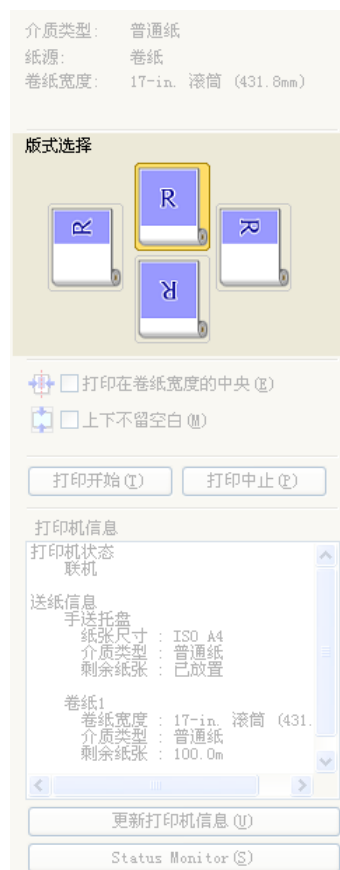 介质类型: 普通纸
纸源: 卷纸
卷纸宽度: 17-in. 滚筒 (431.8mm)
版式选择
R
R
R
R
打印在卷纸宽度的中央(E)
上下不留空白(M)
打印开始(T) 打印中止(P)
打印机信息
打印机状态
联机
送纸信息
手送托盘
纸张尺寸 : ISO A4
介质类型 : 普通纸
剩余纸张 : 已放置
卷纸1
卷纸宽度 : 17-in. 滚筒 (431.
介质类型 : 普通纸
剩余纸张 : 100.0m
更新打印机信息(U)
Status Monitor(S)